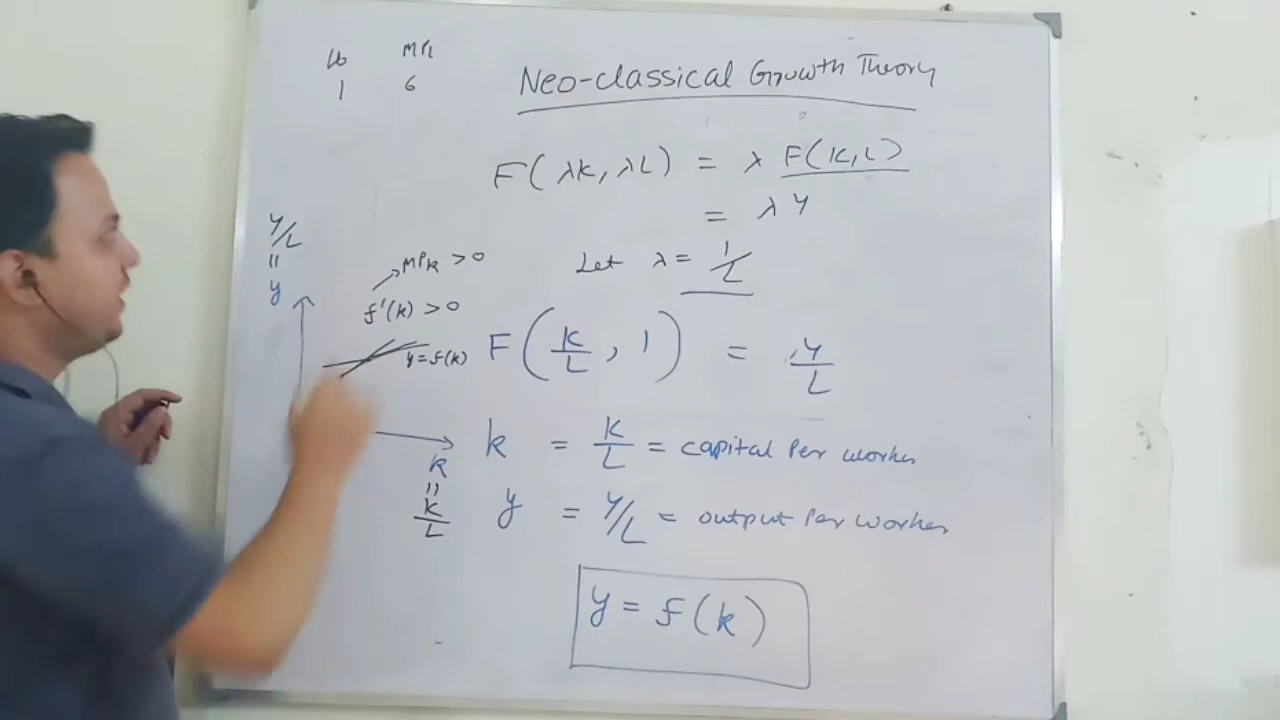 Lb MPL
1 6
Neo-classical Growth Theory
F(λK, λL) = λ F(K, L)
= λY
Let λ = 1/L
F(K/L, 1) = Y/L
k = K/L = capital Per worker
y = Y/L = output Per worker
y = f(k)
Y/L
=
y
MPK > 0
f'(k) > 0
y = f(k)
k
=
K/L